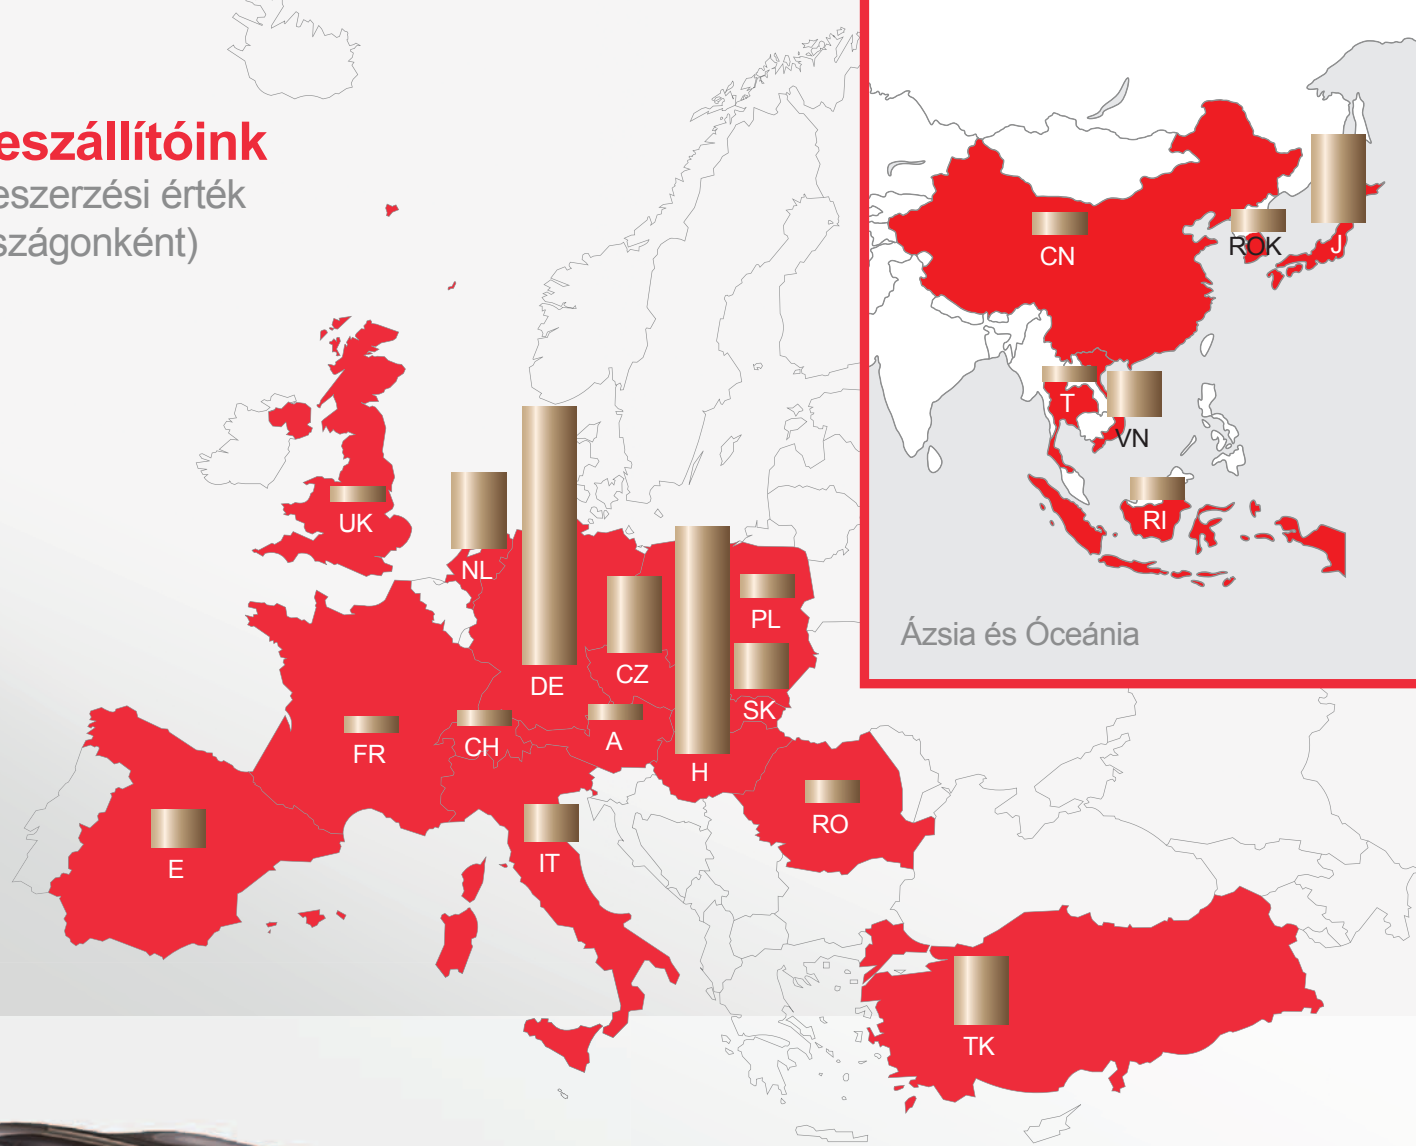 eszállítóink
eszerzési érték
szágonként)
CN
ROK
J
T
VN
RI
Ázsia és Óceánia
UK
NL
PL
DE
CZ
SK
FR
CH
A
H
RO
E
IT
TK